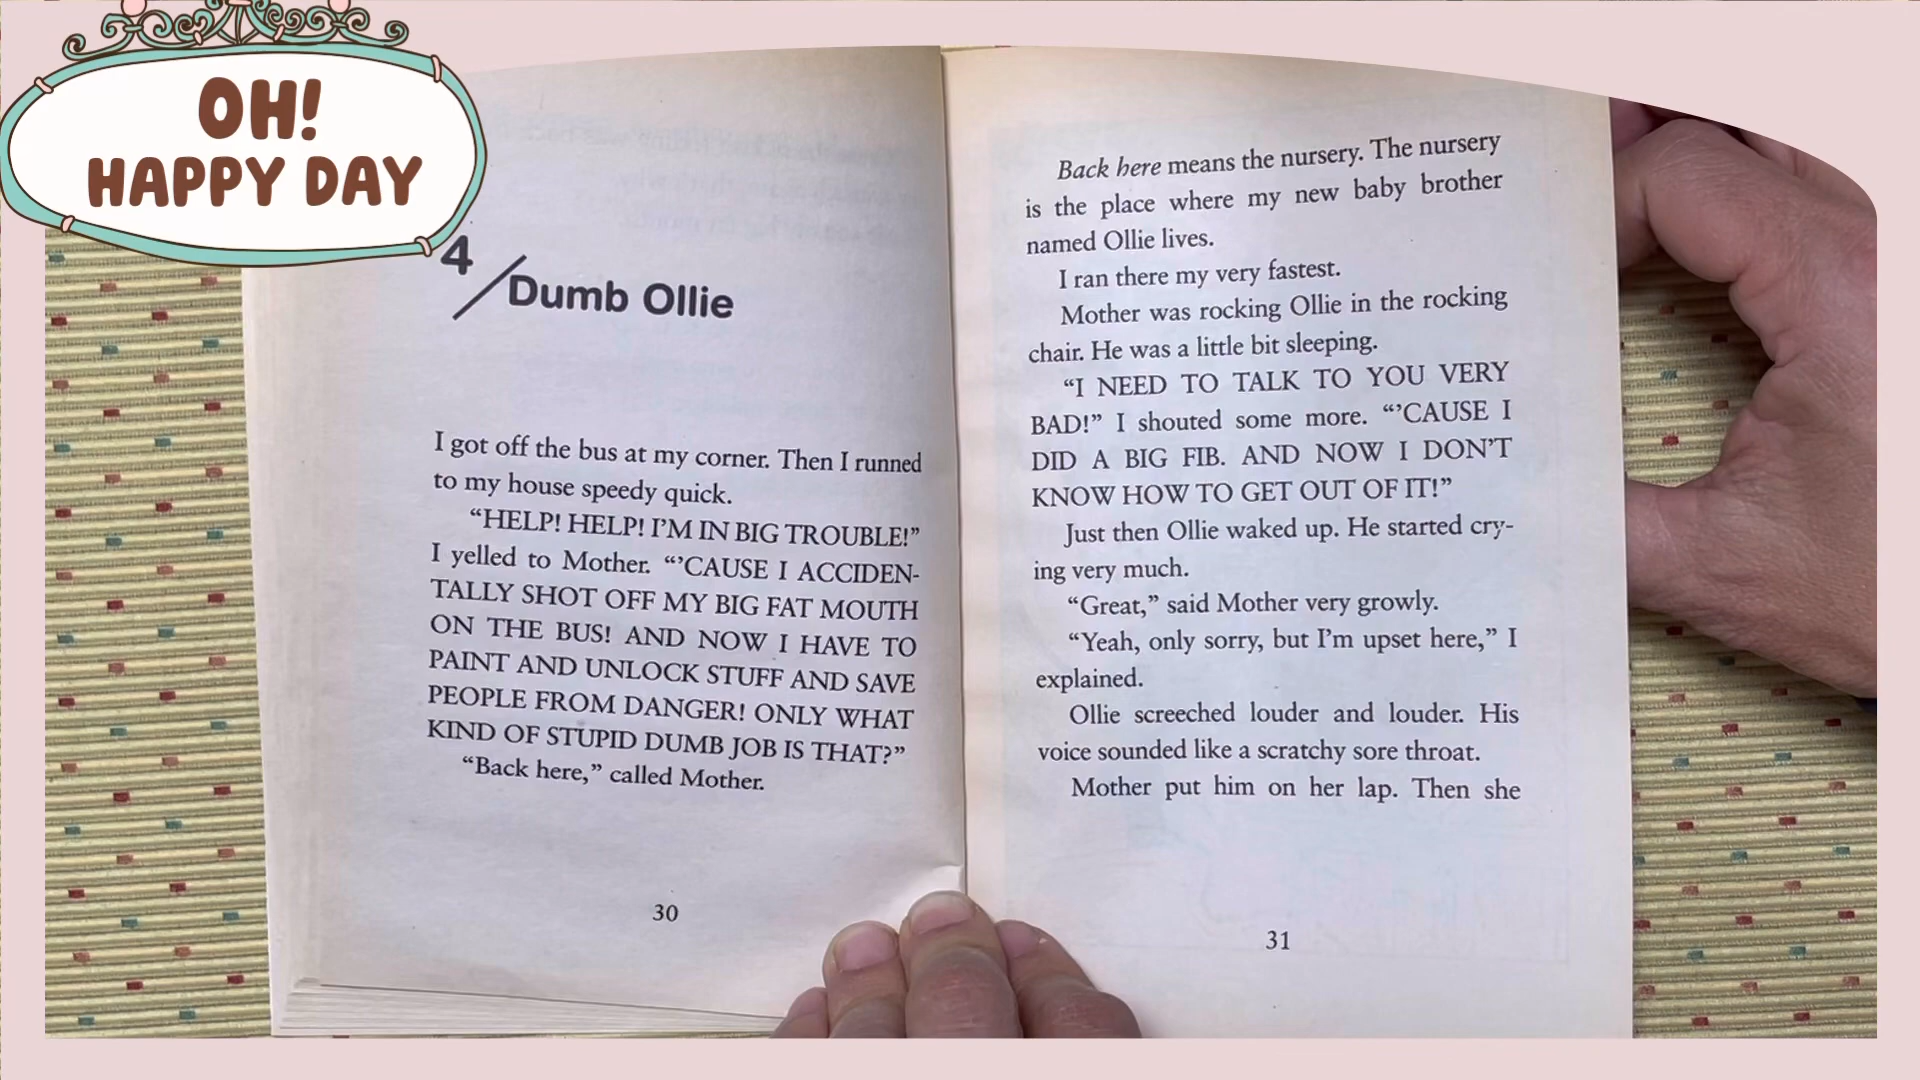 OH!
HAPPY DAY
4
Dumb Ollie
I got off the bus at my corner. Then I runned
to my house speedy quick.
“HELP! HELP! I’M IN BIG TROUBLE!”
I yelled to Mother. “’CAUSE I ACCIDEN-
TALLY SHOT OFF MY BIG FAT MOUTH
ON THE BUS! AND NOW I HAVE TO
PAINT AND UNLOCK STUFF AND SAVE
PEOPLE FROM DANGER! ONLY WHAT
KIND OF STUPID DUMB JOB IS THAT?”
“Back here,” called Mother.
30
Back here means the nursery. The nursery
is the place where my new baby brother
named Ollie lives.
I ran there my very fastest.
Mother was rocking Ollie in the rocking
chair. He was a little bit sleeping.
“I NEED TO TALK TO YOU VERY
BAD!” I shouted some more. “’CAUSE I
DID A BIG FIB. AND NOW I DON’T
KNOW HOW TO GET OUT OF IT!”
Just then Ollie waked up. He started cry-
ing very much.
“Great,” said Mother very growly.
“Yeah, only sorry, but I’m upset here,” I
explained.
Ollie screeched louder and louder. His
voice sounded like a scratchy sore throat.
Mother put him on her lap. Then she
31